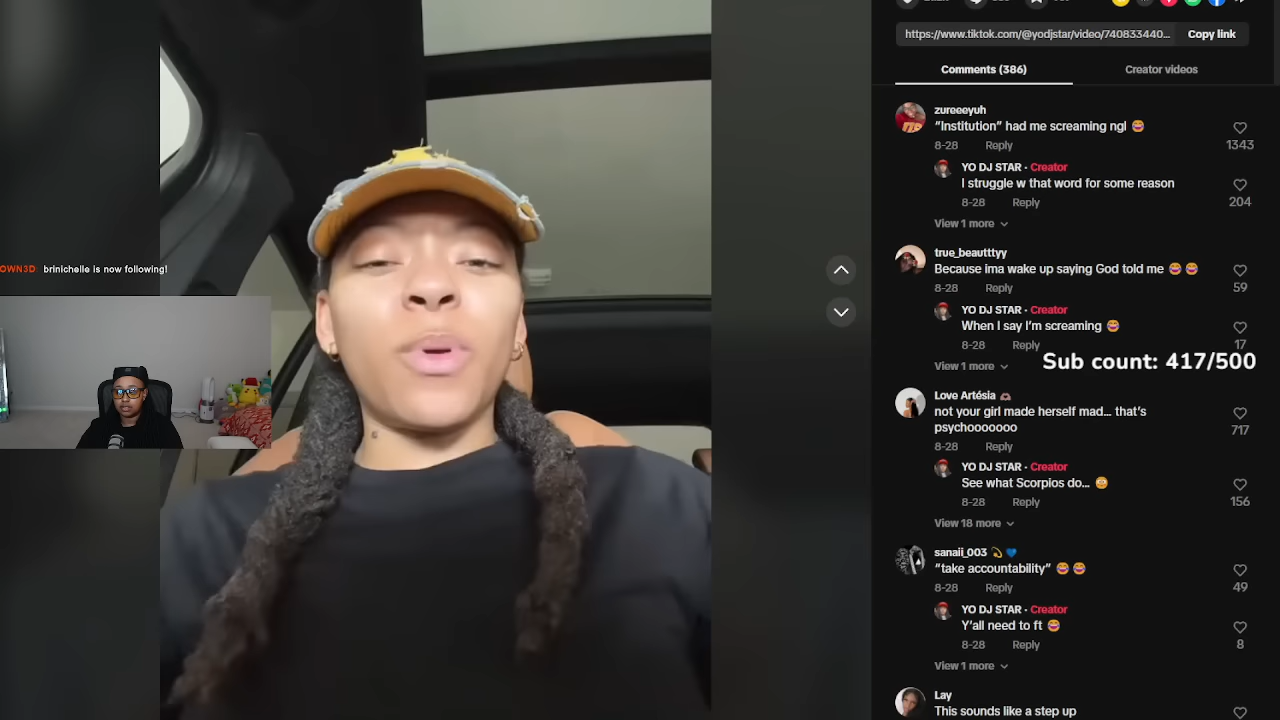 https://www.tiktok.com/@yodjstar/video/740833440...
Copy link
Comments (386)
Creator videos
zureeeyuh
“Institution” had me screaming ngl 😂
8-28 Reply
1343
YO DJ STAR · Creator
I struggle w that word for some reason
8-28 Reply
204
View 1 more
true_beautttyy
Because ima wake up saying God told me 😂😂
8-28 Reply
59
YO DJ STAR · Creator
When I say I’m screaming 😂
8-28 Reply
17
View 1 more
Sub count: 417/500
Love Artésia
not your girl made herself mad... that’s
psychooooooo
8-28 Reply
717
YO DJ STAR · Creator
See what Scorpios do... 😳
8-28 Reply
156
View 18 more
sanaii_003 💫💙
“take accountability” 😂😂
8-28 Reply
49
YO DJ STAR · Creator
Y’all need to ft 😂
8-28 Reply
8
View 1 more
Lay
This sounds like a step up
OWN3D brinichelle is now following!